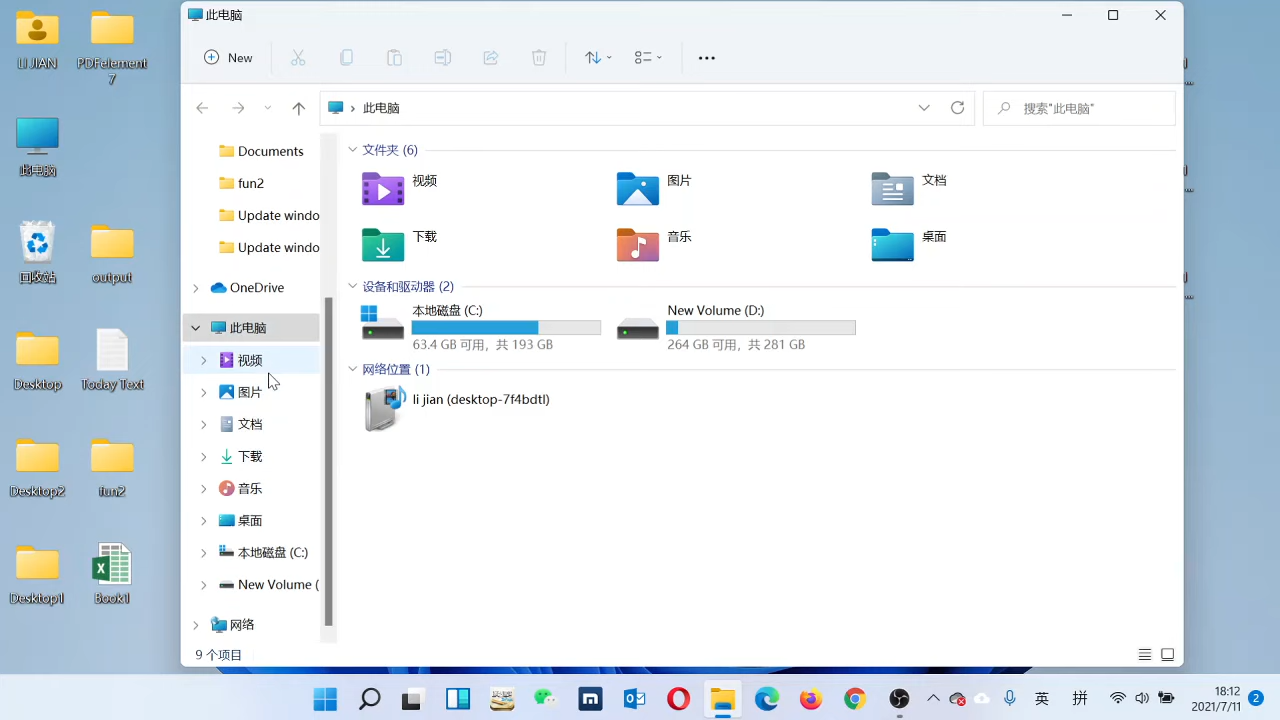 LI JIAN
PDFelement
7
此电脑
回收站
output
Desktop
Today Text
Desktop2
fun2
Desktop1
Book1
此电脑
New
此电脑
搜索"此电脑"
Documents
fun2
Update windo
Update windo
OneDrive
此电脑
视频
图片
文档
下载
音乐
桌面
本地磁盘 (C:)
New Volume (
网络
文件夹 (6)
视频
图片
文档
下载
音乐
桌面
设备和驱动器 (2)
本地磁盘 (C:)
63.4 GB 可用，共 193 GB
New Volume (D:)
264 GB 可用，共 281 GB
网络位置 (1)
li jian (desktop-7f4bdtl)
9 个项目
英
拼
18:12
2021/7/11
2